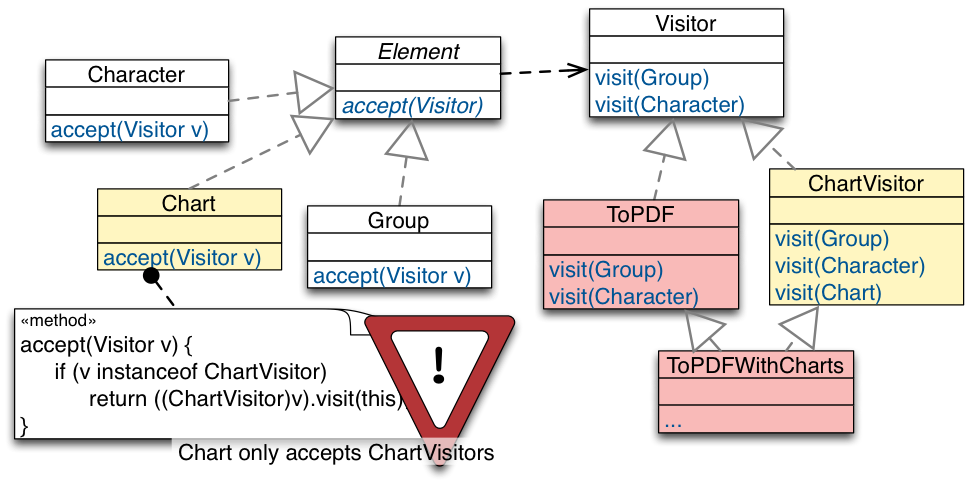 Character
accept(Visitor v)
Element
accept(Visitor)
Visitor
visit(Group)
visit(Character)
Chart
accept(Visitor v)
Group
accept(Visitor v)
ToPDF
visit(Group)
visit(Character)
ChartVisitor
visit(Group)
visit(Character)
visit(Chart)
ToPDFWithCharts
...
«method»
accept(Visitor v) {
if (v instanceof ChartVisitor)
return ((ChartVisitor)v).visit(this)
}
!
Chart only accepts ChartVisitors